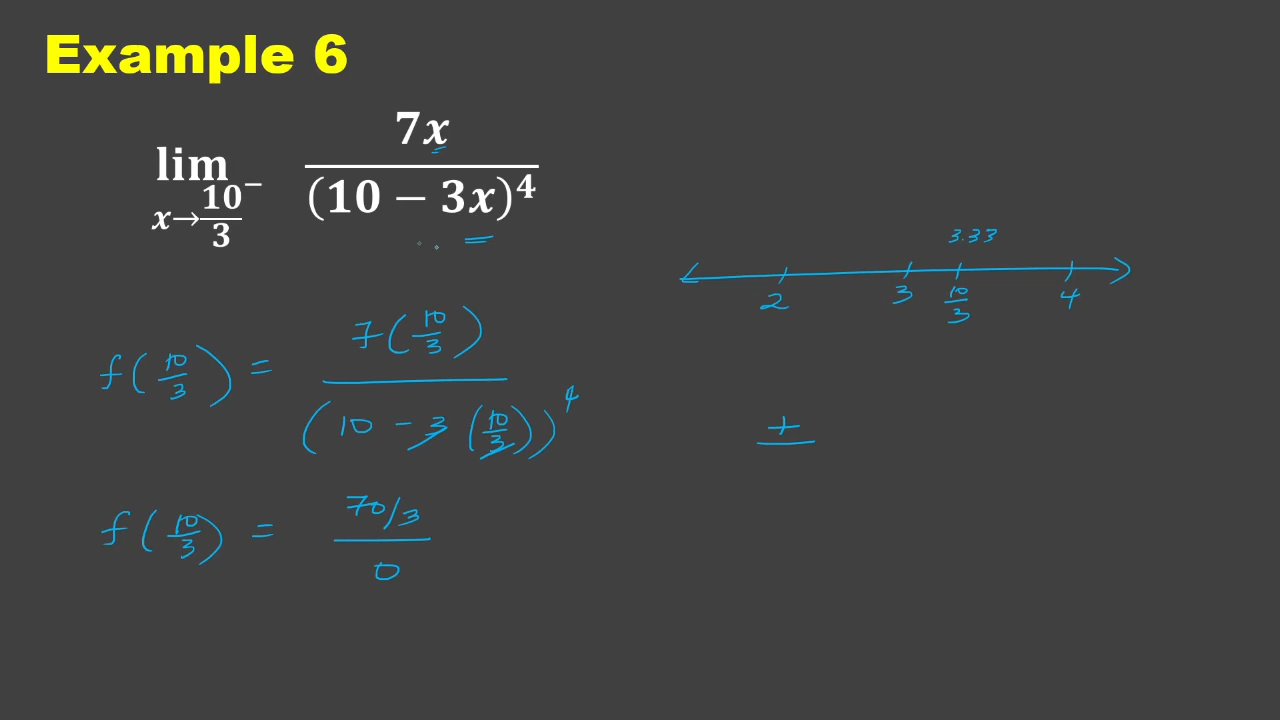 Example 6
lim x→10/3⁻ 7x/(10 − 3x)⁴
3.33
2 3 10/3 4
f(10/3) = 7(10/3)/(10 − 3(10/3))⁴
+
f(10/3) = 70/3/0